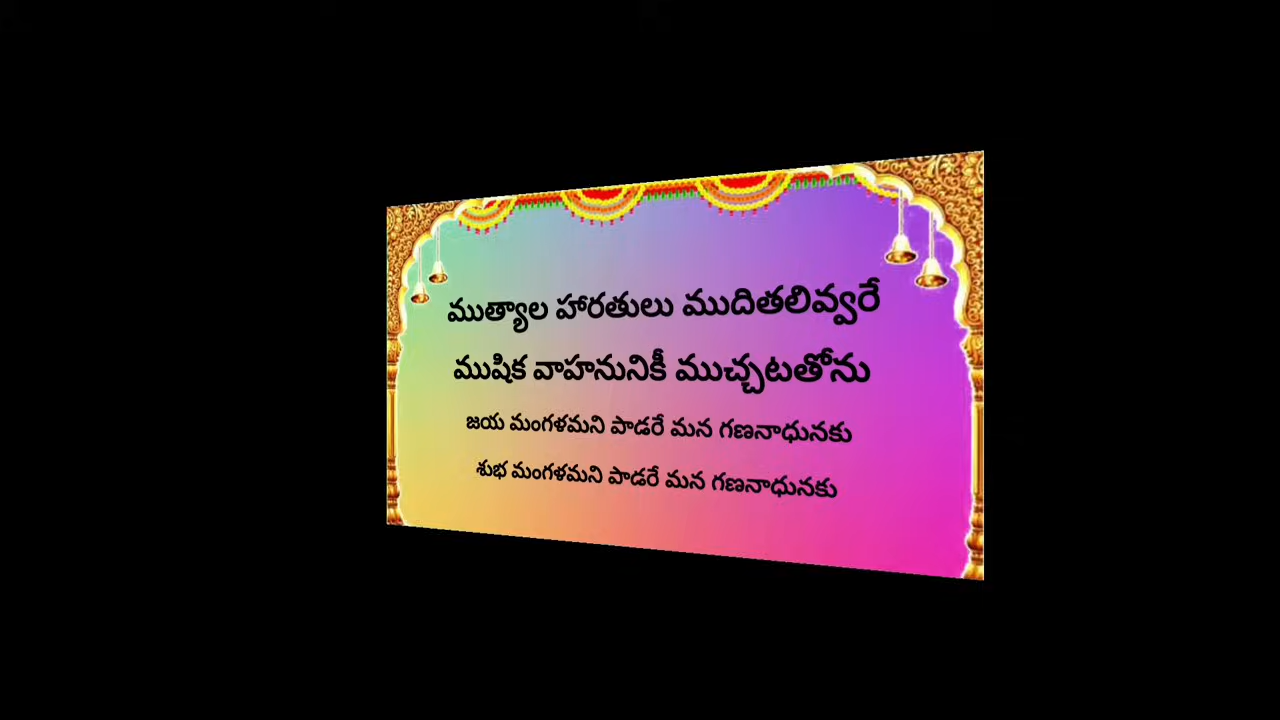 ముత్యాల హారతులు ముదితలివ్వరే
ముషిక వాహనునికీ ముచ్చటతోను
జయ మంగళమని పాడరే మన గణనాధునకు
శుభ మంగళమని పాడరే మన గణనాధునకు